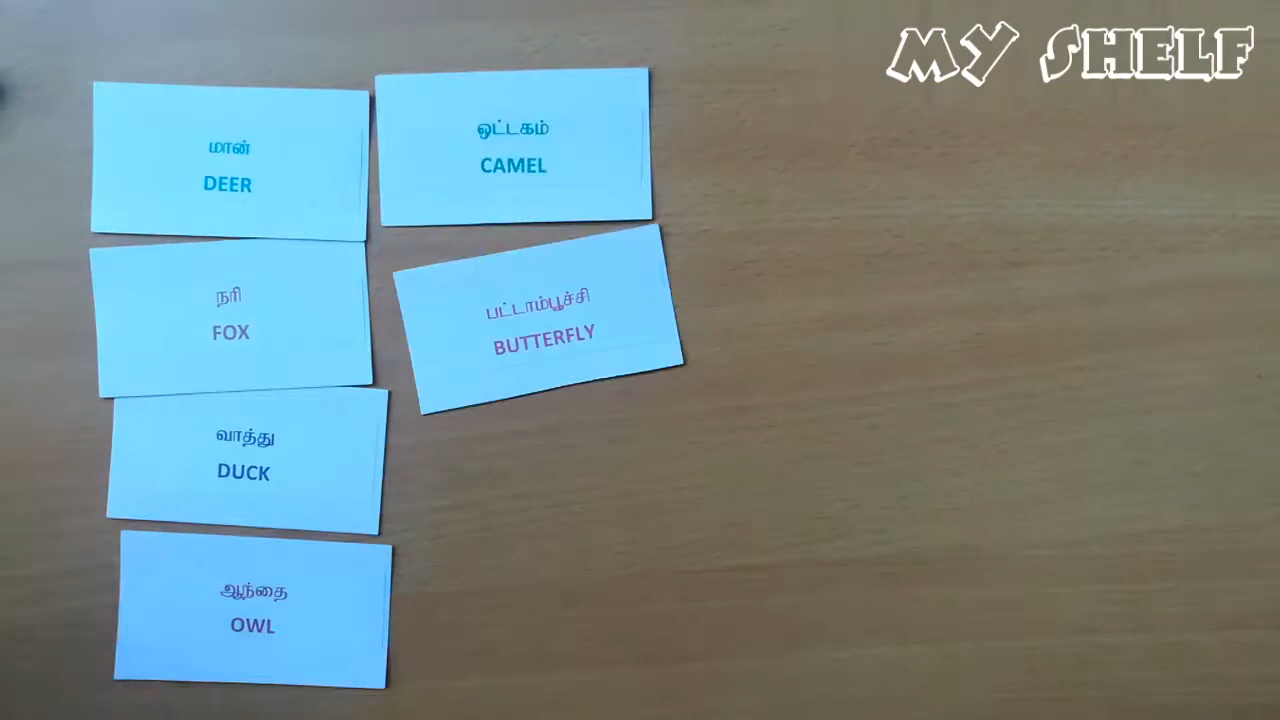 MY SHELF
மான்
DEER
ஒட்டகம்
CAMEL
நரி
FOX
பட்டாம்பூச்சி
BUTTERFLY
வாத்து
DUCK
ஆந்தை
OWL